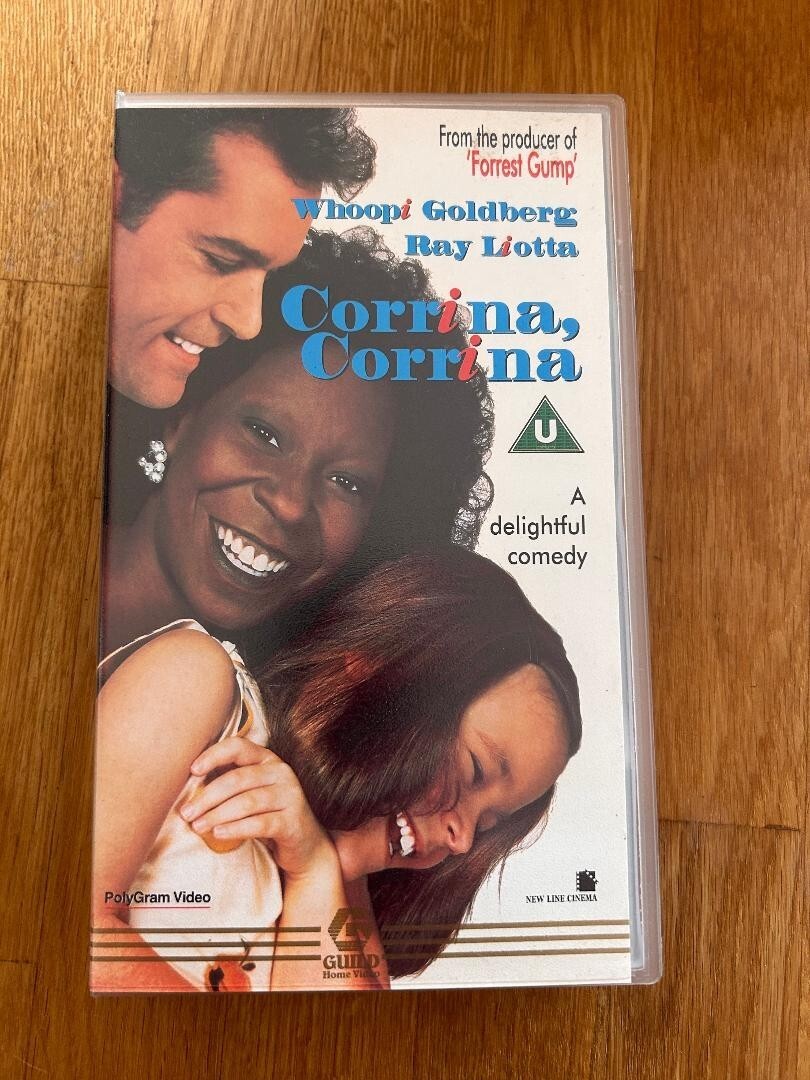 From the producer of
'Forrest Gump'
Whoopi Goldberg
Ray Liotta
Corrina,
Corrina
U
A
delightful
comedy
PolyGram Video
NEW LINE CINEMA
GUILD
Home Video